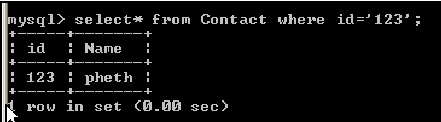 mysql> select* from Contact where id='123';
+-----+-------+
| id  | Name  |
+-----+-------+
| 123 | pheth |
+-----+-------+
1 row in set (0.00 sec)